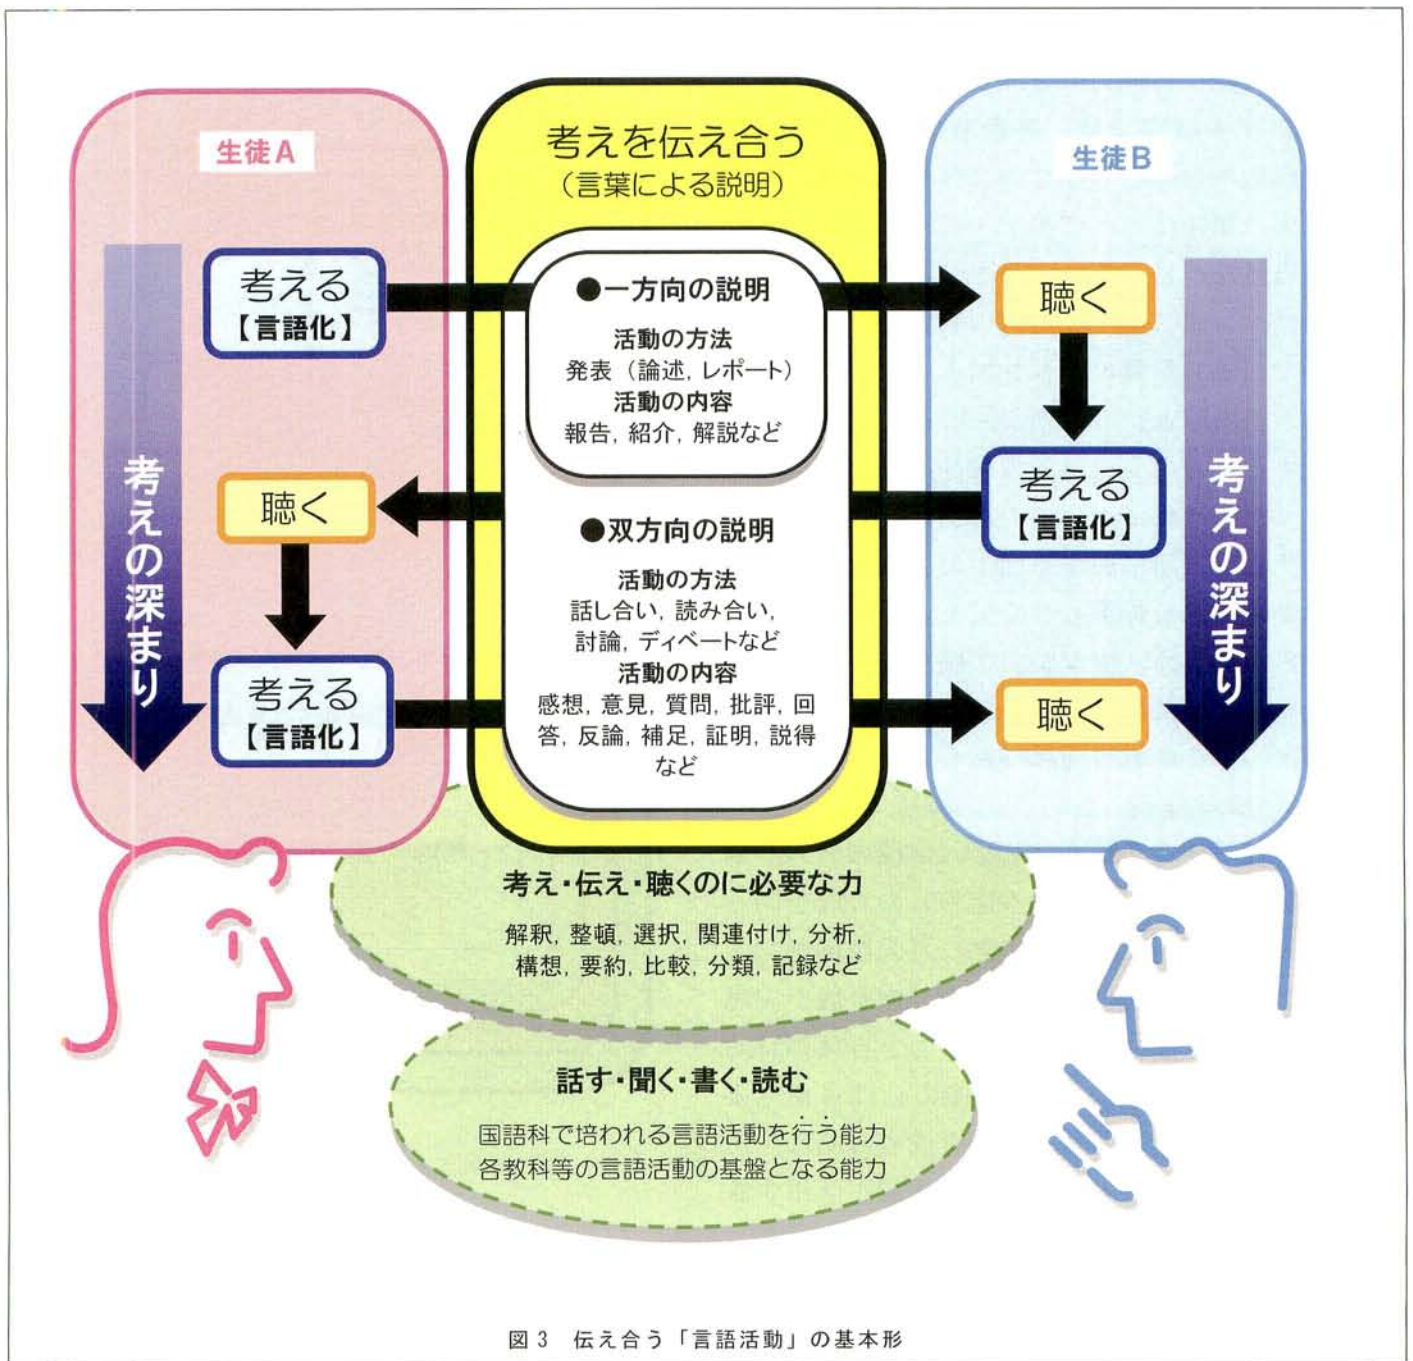 生徒A
考えを伝え合う
（言葉による説明）
生徒B
考える
【言語化】
●一方向の説明
活動の方法
発表（論述, レポート）
活動の内容
報告, 紹介, 解説など
聴く
考えの深まり
聴く
考える
【言語化】
●双方向の説明
活動の方法
話し合い, 読み合い,
討論, ディベートなど
活動の内容
感想, 意見, 質問, 批評, 回
答, 反論, 補足, 証明, 説得
など
考える
【言語化】
聴く
考えの深まり
考え・伝え・聴くのに必要な力
解釈, 整頓, 選択, 関連付け, 分析,
構想, 要約, 比較, 分類, 記録など
話す・聞く・書く・読む
国語科で培われる言語活動を行う能力
各教科等の言語活動の基盤となる能力
図3 伝え合う「言語活動」の基本形